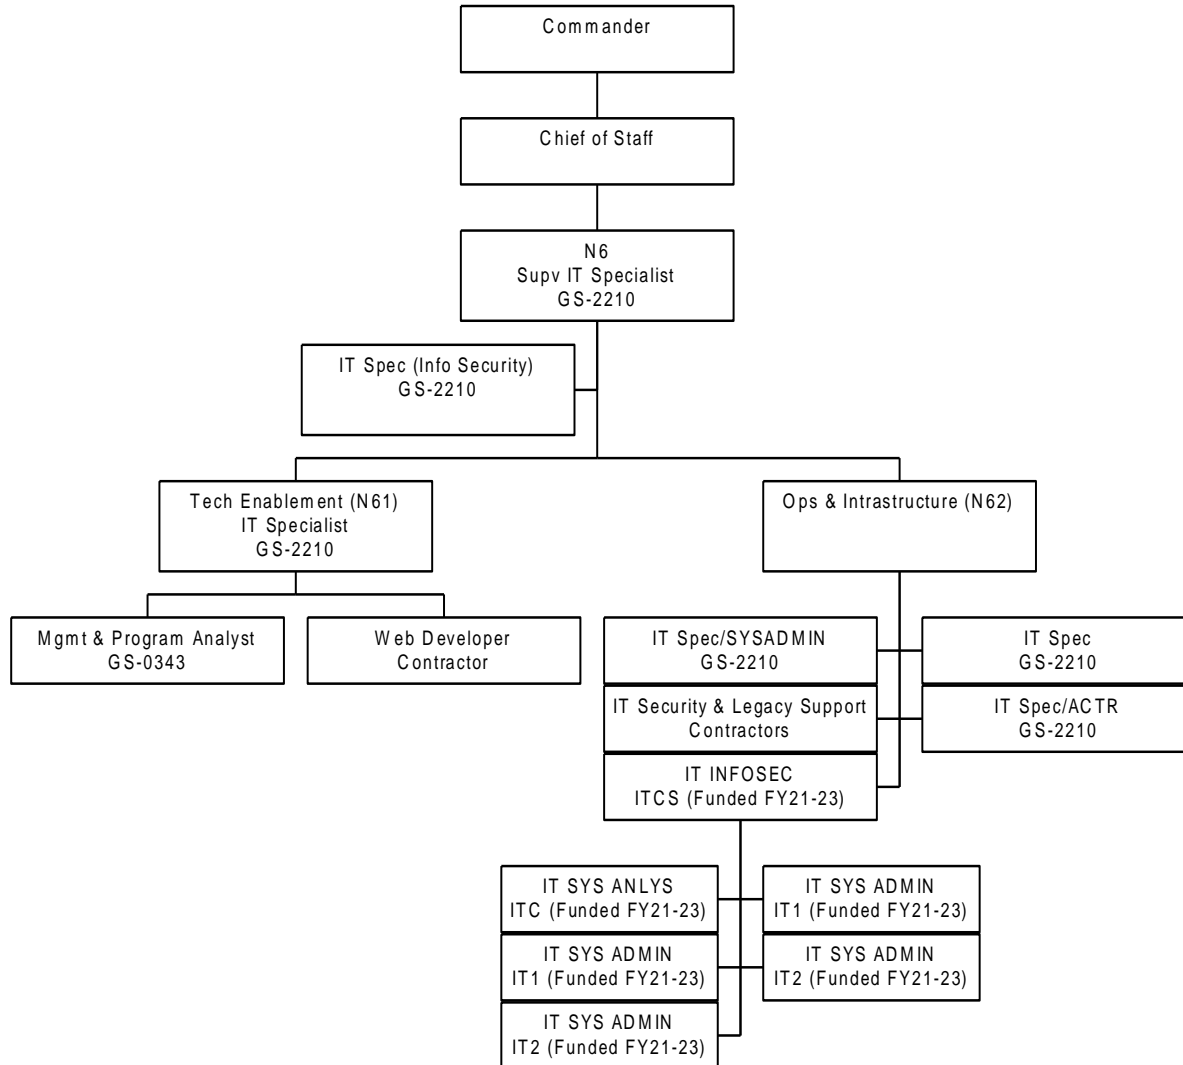 Commander
Chief of Staff
N6
Supv IT Specialist
GS-2210
IT Spec (Info Security)
GS-2210
Tech Enablement (N61)
IT Specialist
GS-2210
Ops & Intrastructure (N62)
Mgmt & Program Analyst
GS-0343
Web Developer
Contractor
IT Spec/SYSADMIN
GS-2210
IT Spec
GS-2210
IT Security & Legacy Support
Contractors
IT Spec/ACTR
GS-2210
IT INFOSEC
ITCS (Funded FY21-23)
IT SYS ANLYS
ITC (Funded FY21-23)
IT SYS ADMIN
IT1 (Funded FY21-23)
IT SYS ADMIN
IT1 (Funded FY21-23)
IT SYS ADMIN
IT2 (Funded FY21-23)
IT SYS ADMIN
IT2 (Funded FY21-23)